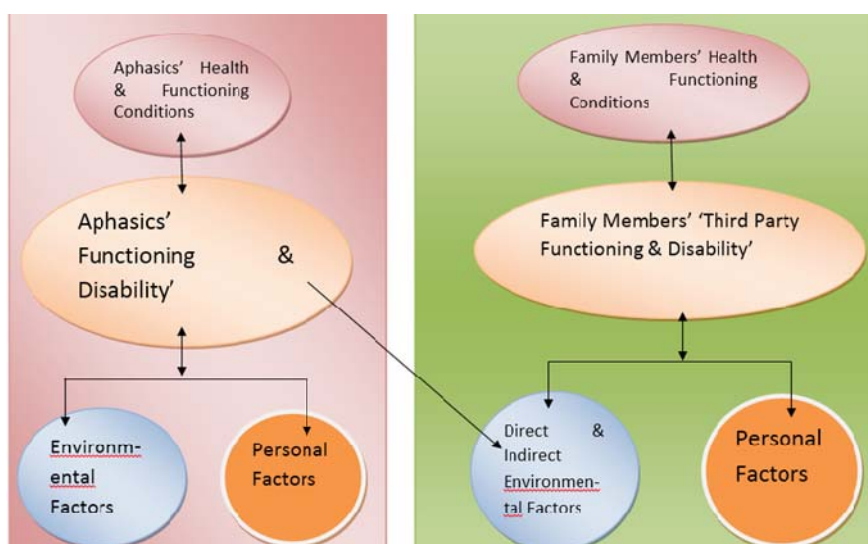 Aphasics' Health
& Functioning
Conditions
Aphasics'
Functioning &
Disability'
Environm-
ental
Factors
Personal
Factors
Family Members' Health
& Functioning
Conditions
Family Members' 'Third Party
Functioning & Disability'
Direct &
Indirect
Environmen-
tal Factors
Personal
Factors